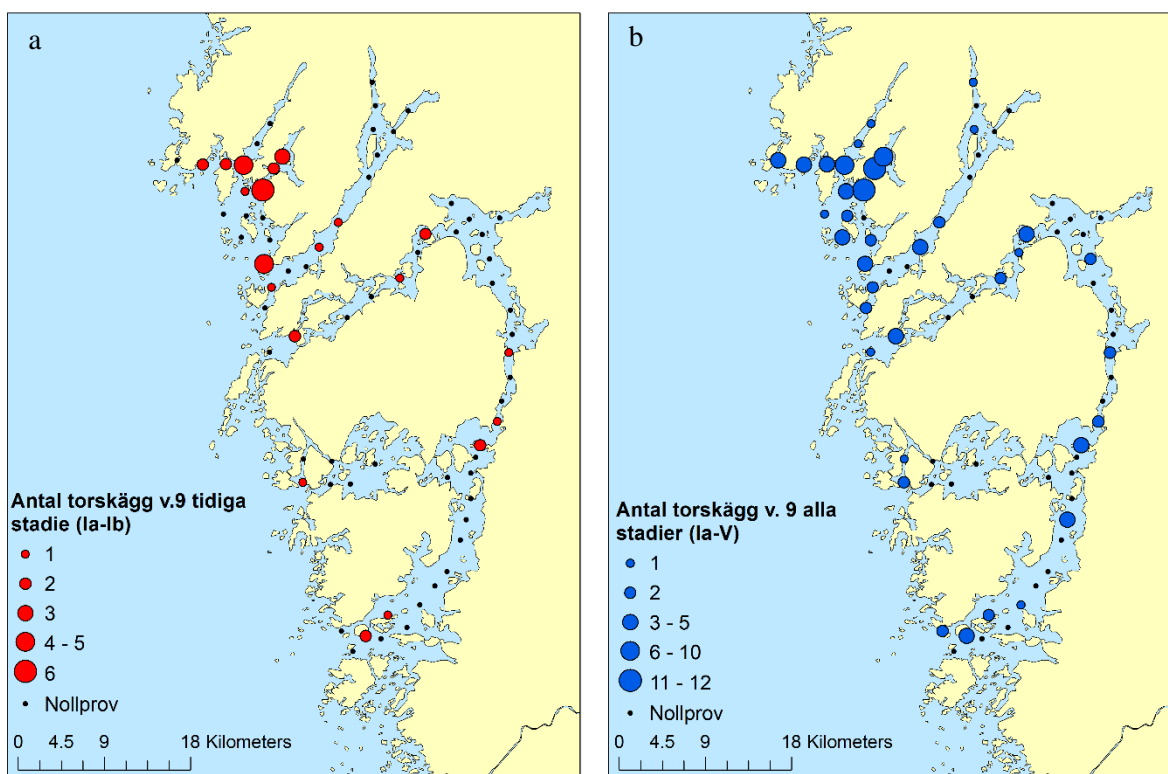 a
Antal torskägg v.9 tidiga
stadie (Ia-Ib)
1
2
3
4 - 5
6
Nollprov
0 4.5 9 18 Kilometers
b
Antal torskägg v. 9 alla
stadier (Ia-V)
1
2
3 - 5
6 - 10
11 - 12
Nollprov
0 4.5 9 18 Kilometers